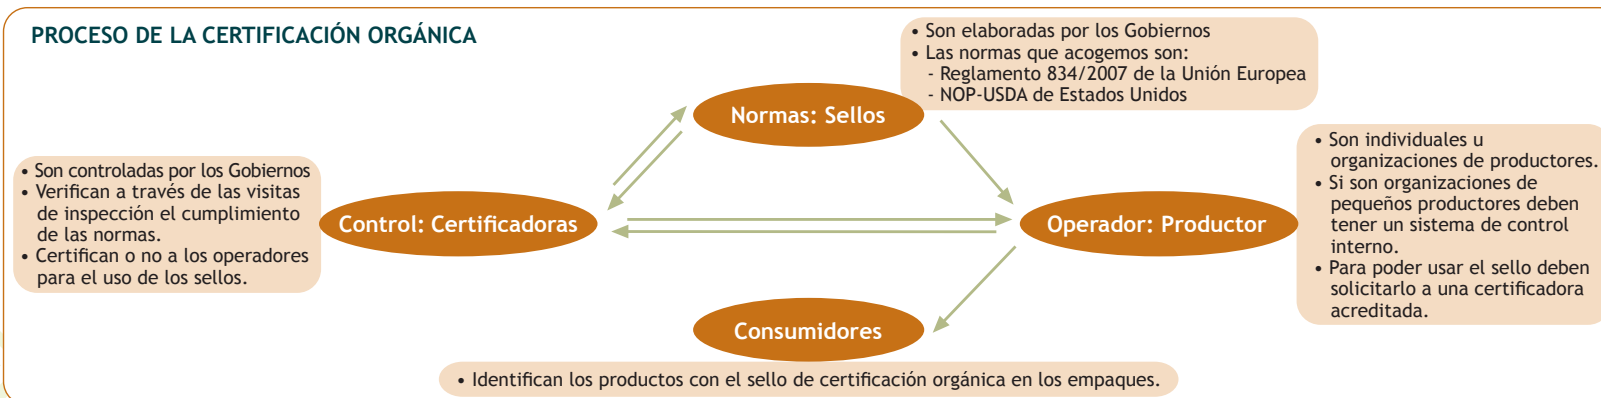 PROCESO DE LA CERTIFICACIÓN ORGÁNICA
• Son elaboradas por los Gobiernos
• Las normas que acogemos son:
- Reglamento 834/2007 de la Unión Europea
- NOP-USDA de Estados Unidos
Normas: Sellos
• Son controladas por los Gobiernos
• Verifican a través de las visitas
de inspección el cumplimiento
de las normas.
• Certifican o no a los operadores
para el uso de los sellos.
Control: Certificadoras
Operador: Productor
• Son individuales u
organizaciones de productores.
• Si son organizaciones de
pequeños productores deben
tener un sistema de control
interno.
• Para poder usar el sello deben
solicitarlo a una certificadora
acreditada.
Consumidores
• Identifican los productos con el sello de certificación orgánica en los empaques.